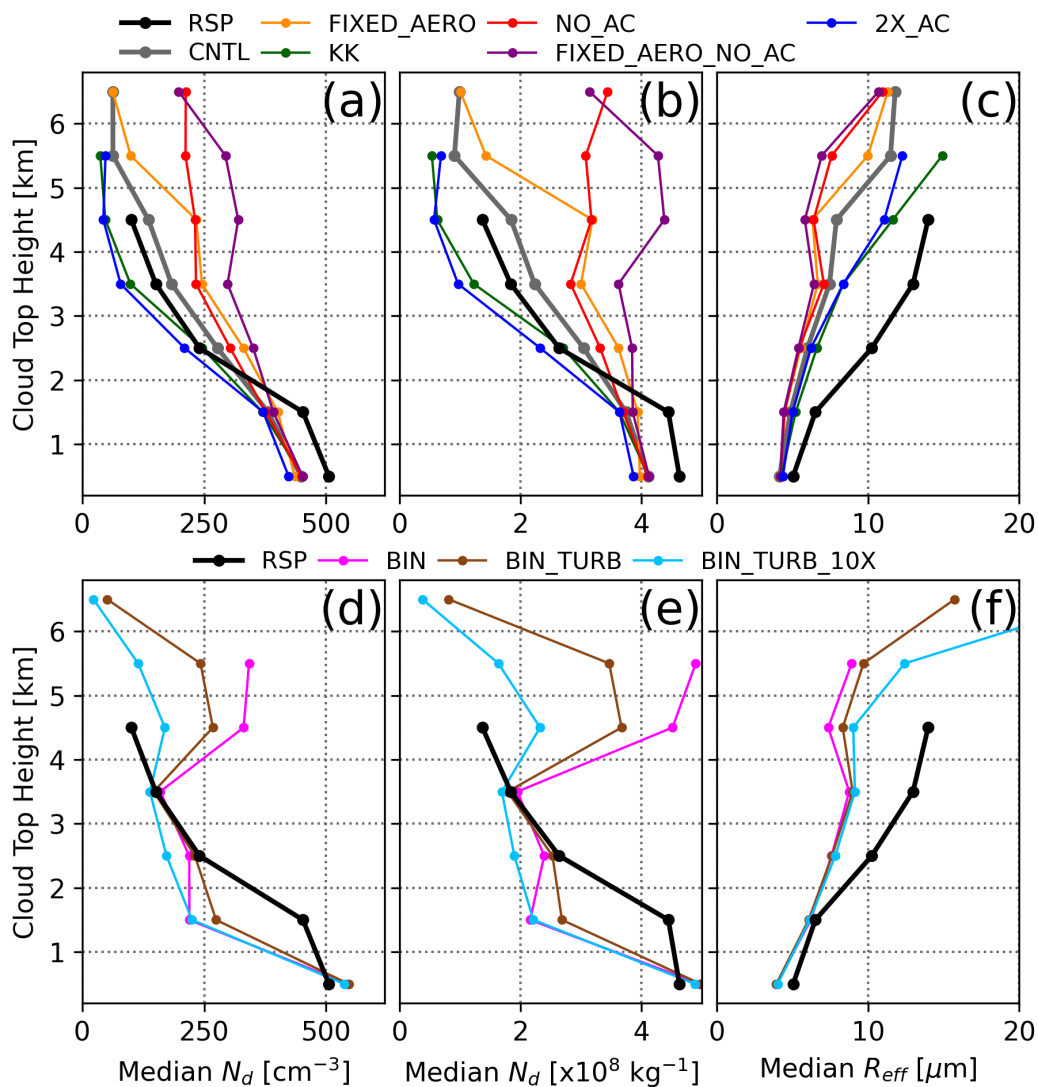 RSP FIXED_AERO NO_AC 2X_AC
CNTL KK FIXED_AERO_NO_AC
(a) (b) (c)
Cloud Top Height [km]
6
5
4
3
2
1
0 250 500 0 2 4 0 10 20
RSP BIN BIN_TURB BIN_TURB_10X
(d) (e) (f)
Cloud Top Height [km]
6
5
4
3
2
1
0 250 500 0 2 4 0 10 20
Median N_d [cm⁻³] Median N_d [x10⁸ kg⁻¹] Median R_eff [μm]